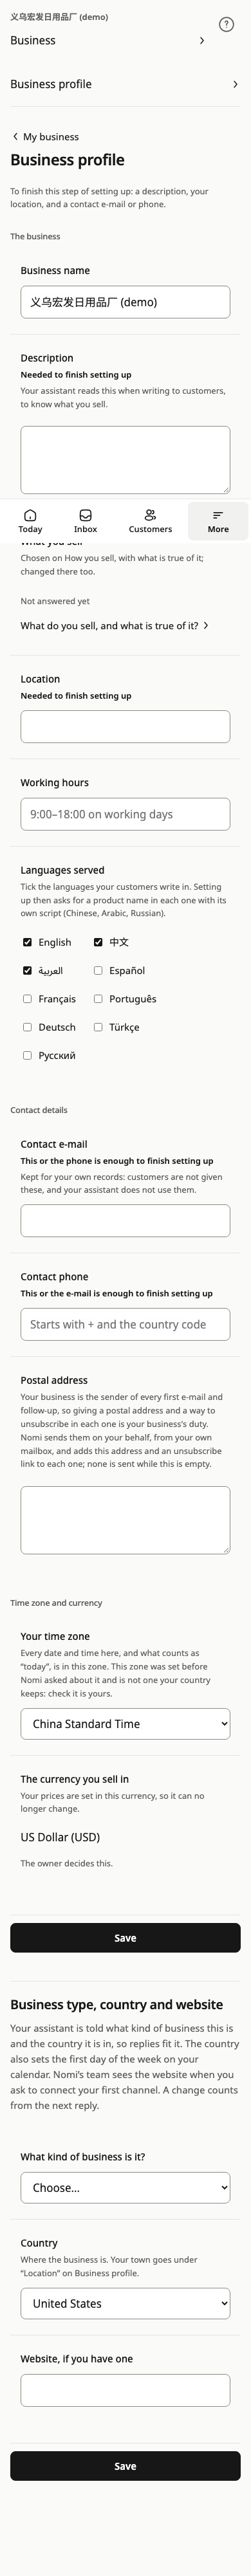 义乌宏发日用品厂 (demo)
Business
Business profile
My business
Business profile
To finish this step of setting up: a description, your
location, and a contact e-mail or phone.
The business
Business name
义乌宏发日用品厂 (demo)
Description
Needed to finish setting up
Your assistant reads this when writing to customers,
to know what you sell.
Today
Inbox
Customers
More
What you sell
Chosen on How you sell, with what is true of it;
changed there too.
Not answered yet
What do you sell, and what is true of it?
Location
Needed to finish setting up
Working hours
9:00–18:00 on working days
Languages served
Tick the languages your customers write in. Setting
up then asks for a product name in each one with its
own script (Chinese, Arabic, Russian).
English
中文
العربية
Español
Français
Português
Deutsch
Türkçe
Русский
Contact details
Contact e-mail
This or the phone is enough to finish setting up
Kept for your own records: customers are not given
these, and your assistant does not use them.
Contact phone
This or the e-mail is enough to finish setting up
Starts with + and the country code
Postal address
Your business is the sender of every first e-mail and
follow-up, so giving a postal address and a way to
unsubscribe in each one is your business's duty.
Nomi sends them on your behalf, from your own
mailbox, and adds this address and an unsubscribe
link to each one; none is sent while this is empty.
Time zone and currency
Your time zone
Every date and time here, and what counts as
“today”, is in this zone. This zone was set before
Nomi asked about it and is not one your country
keeps: check it is yours.
China Standard Time
The currency you sell in
Your prices are set in this currency, so it can no
longer change.
US Dollar (USD)
The owner decides this.
Save
Business type, country and website
Your assistant is told what kind of business this is
and the country it is in, so replies fit it. The country
also sets the first day of the week on your
calendar. Nomi’s team sees the website when you
ask to connect your first channel. A change counts
from the next reply.
What kind of business is it?
Choose…
Country
Where the business is. Your town goes under
“Location” on Business profile.
United States
Website, if you have one
Save